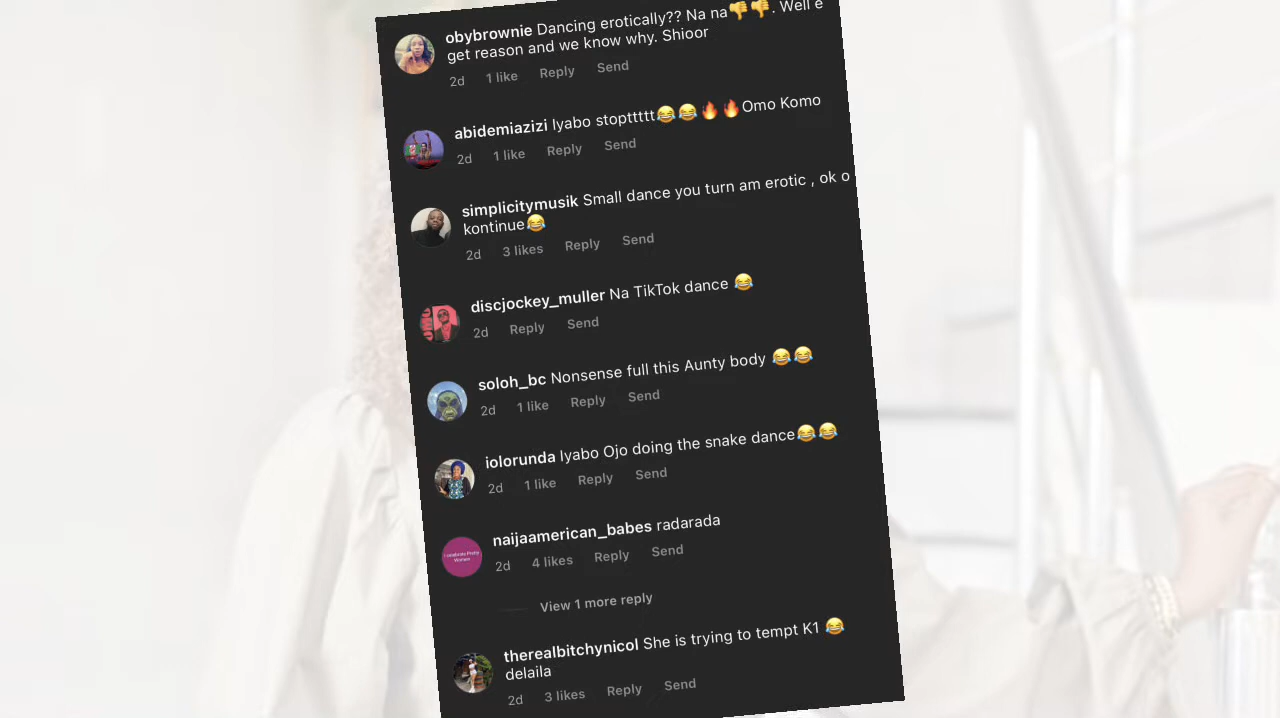 obybrownie Dancing erotically?? Na na👎👎. Well e
get reason and we know why. Shioor
2d 1 like Reply Send
abidemiazizi Iyabo stopttttt😂😂🔥🔥Omo Komo
2d 1 like Reply Send
simplicitymusik Small dance you turn am erotic , ok o
kontinue😂
2d 3 likes Reply Send
discjockey_muller Na TikTok dance 😂
2d Reply Send
soloh_bc Nonsense full this Aunty body 😂😂
2d 1 like Reply Send
iolorunda Iyabo Ojo doing the snake dance😂😂
2d 1 like Reply Send
naijaamerican_babes radarada
2d 4 likes Reply Send
View 1 more reply
therealbitchynicol She is trying to tempt K1 😂
delaila
2d 3 likes Reply Send